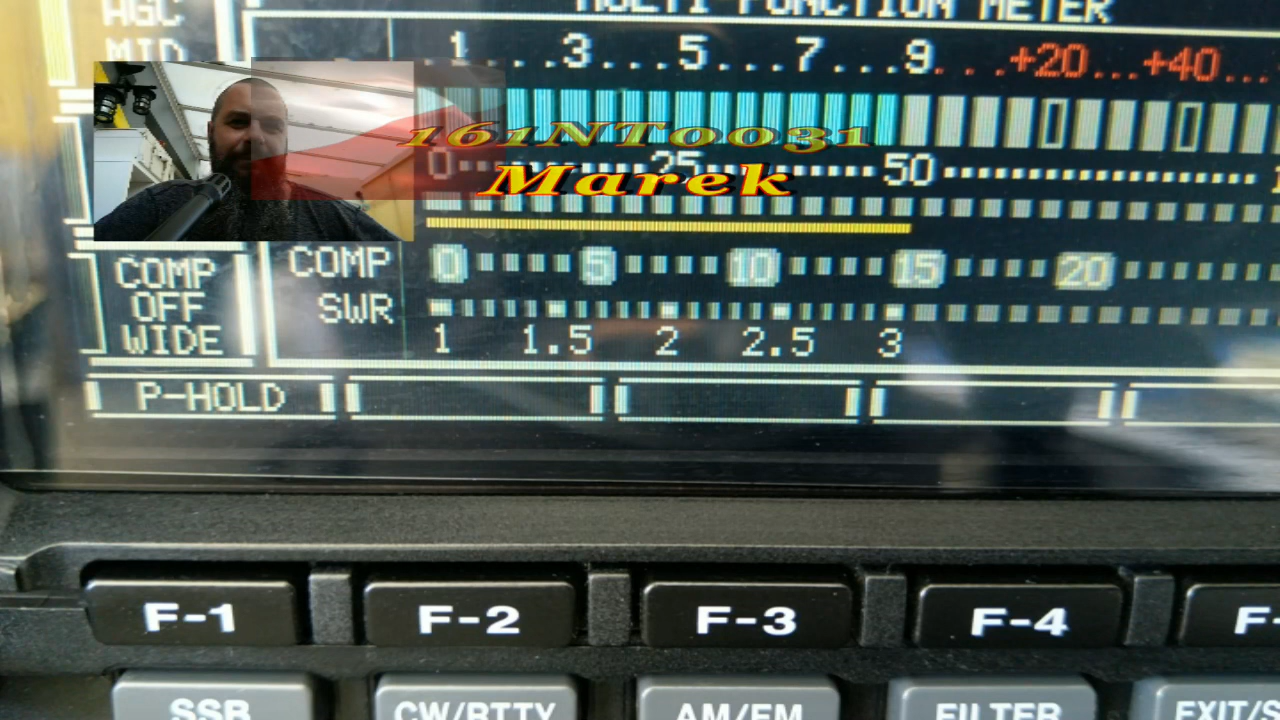 AGC
MID
MULTI-FUNCTION METER
1...3...5...7...9...+20...+40...
161NT0031
0 25 50
Marek
COMP
OFF
WIDE
COMP 0 5 10 15 20
SWR
1 1.5 2 2.5 3
P-HOLD
F-1 F-2 F-3 F-4
SSB CW/RTTY AM/FM FILTER